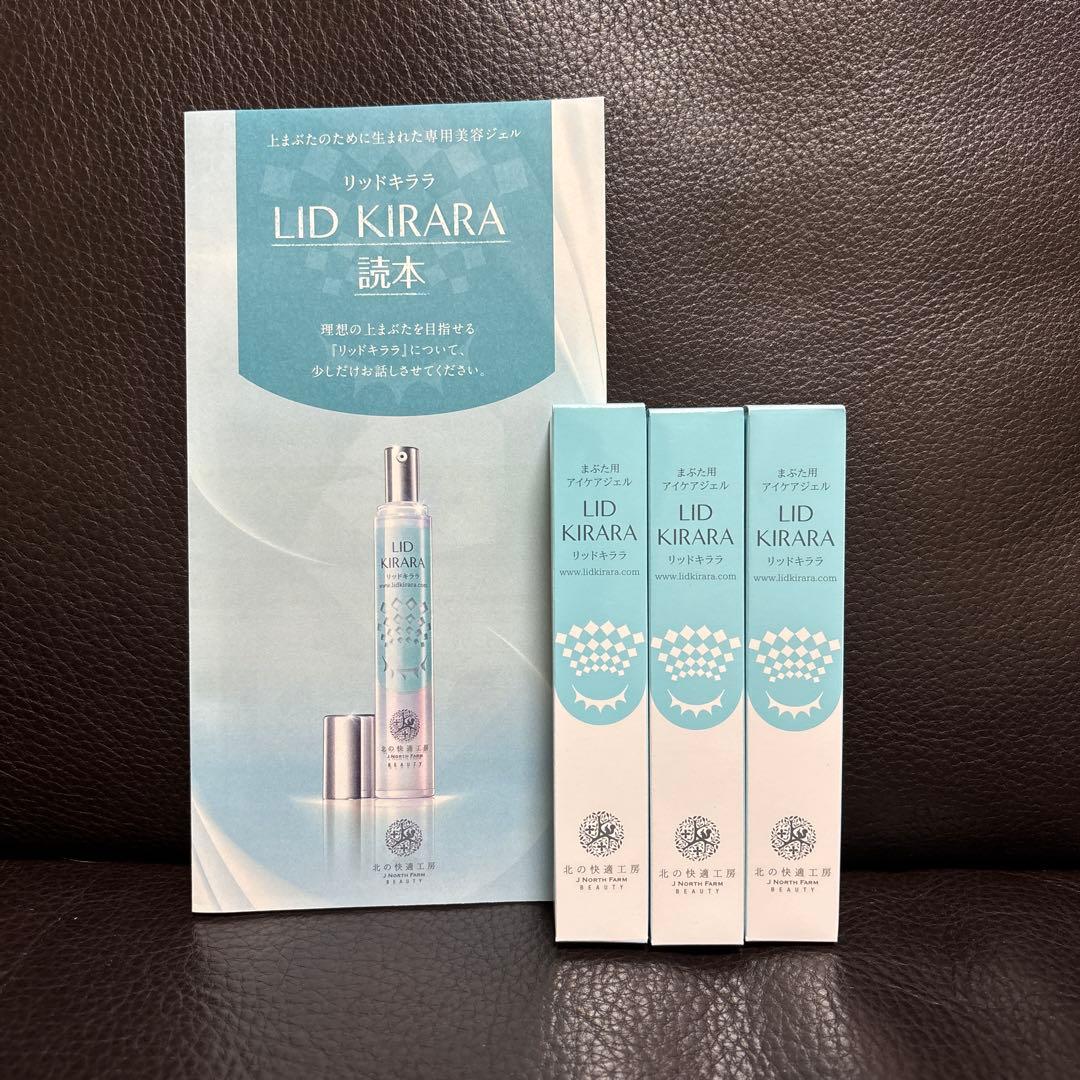 上まぶたのために生まれた専用美容ジェル
リッドキララ
LID KIRARA
読本
理想の上まぶたを目指せる
『リッドキララ』について、
少しだけお話しさせてください。
LID
KIRARA
リッドキララ
www.lidkirara.com
北の快適工房
J NORTH FARM
BEAUTY
北の快適工房
J NORTH FARM
BEAUTY
まぶた用
アイケアジェル
LID
KIRARA
リッドキララ
www.lidkirara.com
北の快適工房
J NORTH FARM
BEAUTY
まぶた用
アイケアジェル
LID
KIRARA
リッドキララ
www.lidkirara.com
北の快適工房
J NORTH FARM
BEAUTY
まぶた用
アイケアジェル
LID
KIRARA
リッドキララ
www.lidkirara.com
北の快適工房
J NORTH FARM
BEAUTY